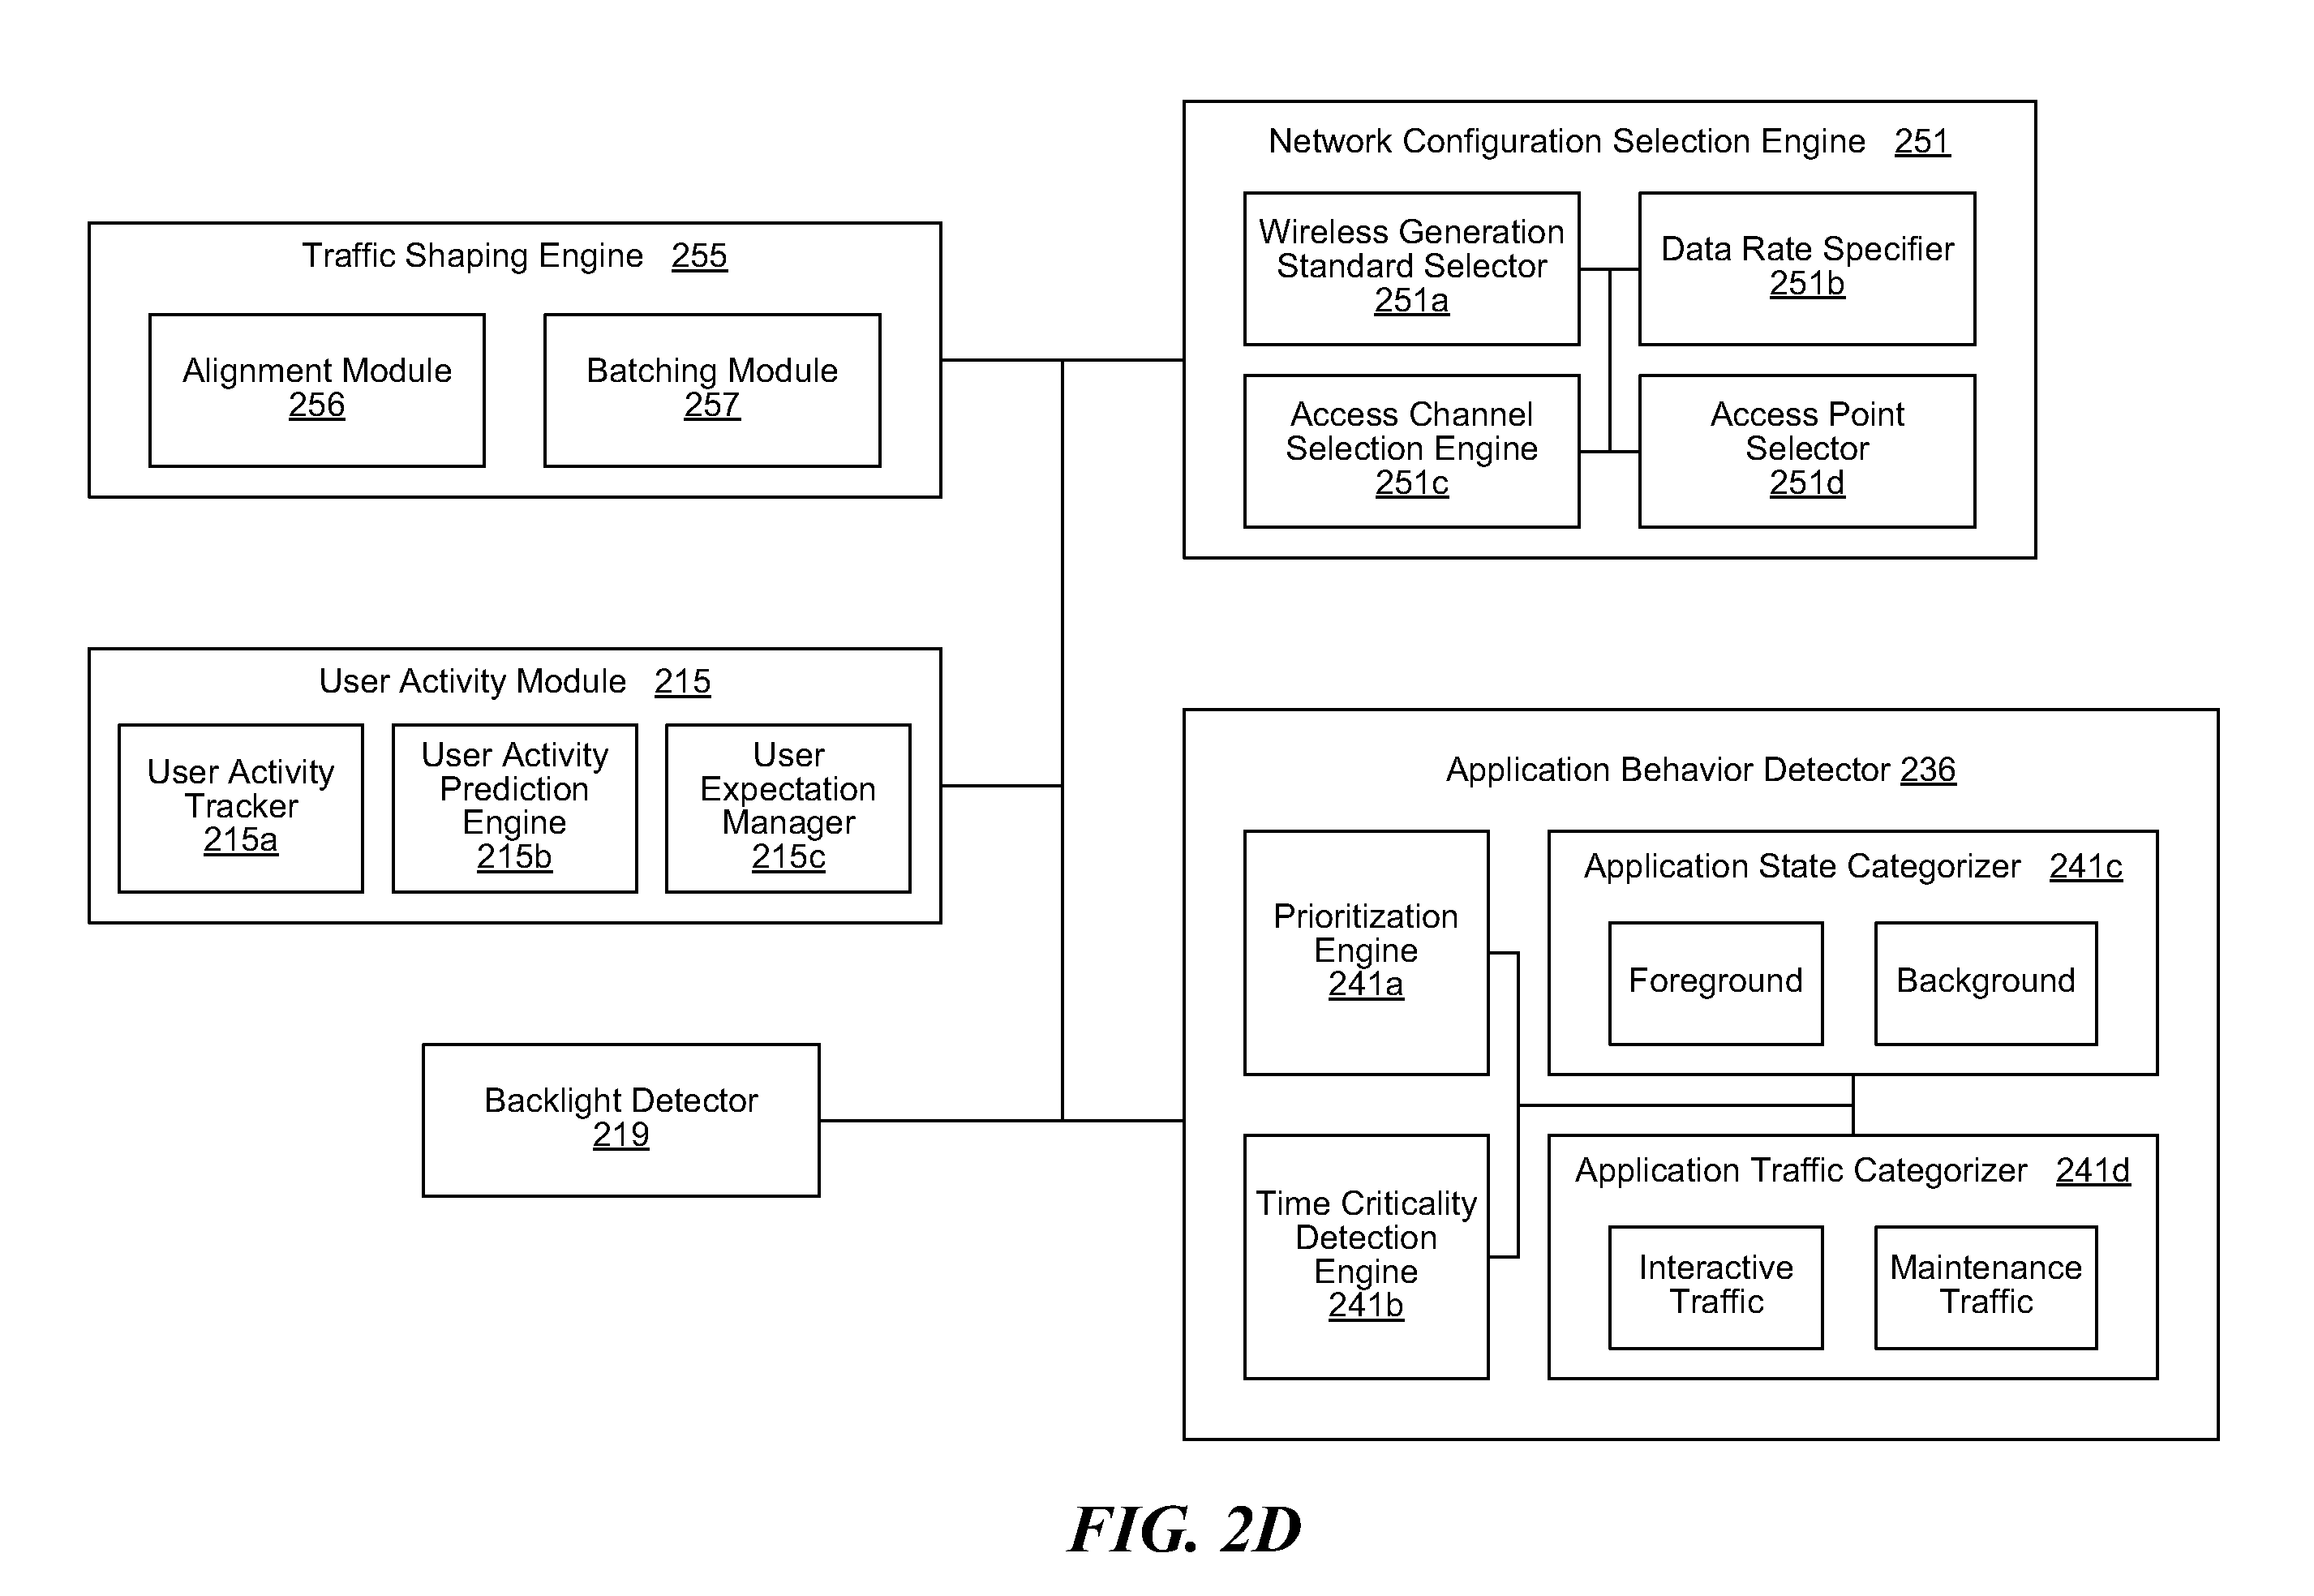 Network Configuration Selection Engine 251
Wireless Generation
Standard Selector
251a
Data Rate Specifier
251b
Access Channel
Selection Engine
251c
Access Point
Selector
251d
Traffic Shaping Engine 255
Alignment Module
256
Batching Module
257
User Activity Module 215
User Activity
Tracker
215a
User Activity
Prediction
Engine
215b
User
Expectation
Manager
215c
Backlight Detector
219
Application Behavior Detector 236
Prioritization
Engine
241a
Application State Categorizer 241c
Foreground
Background
Time Criticality
Detection
Engine
241b
Application Traffic Categorizer 241d
Interactive
Traffic
Maintenance
Traffic
FIG. 2D